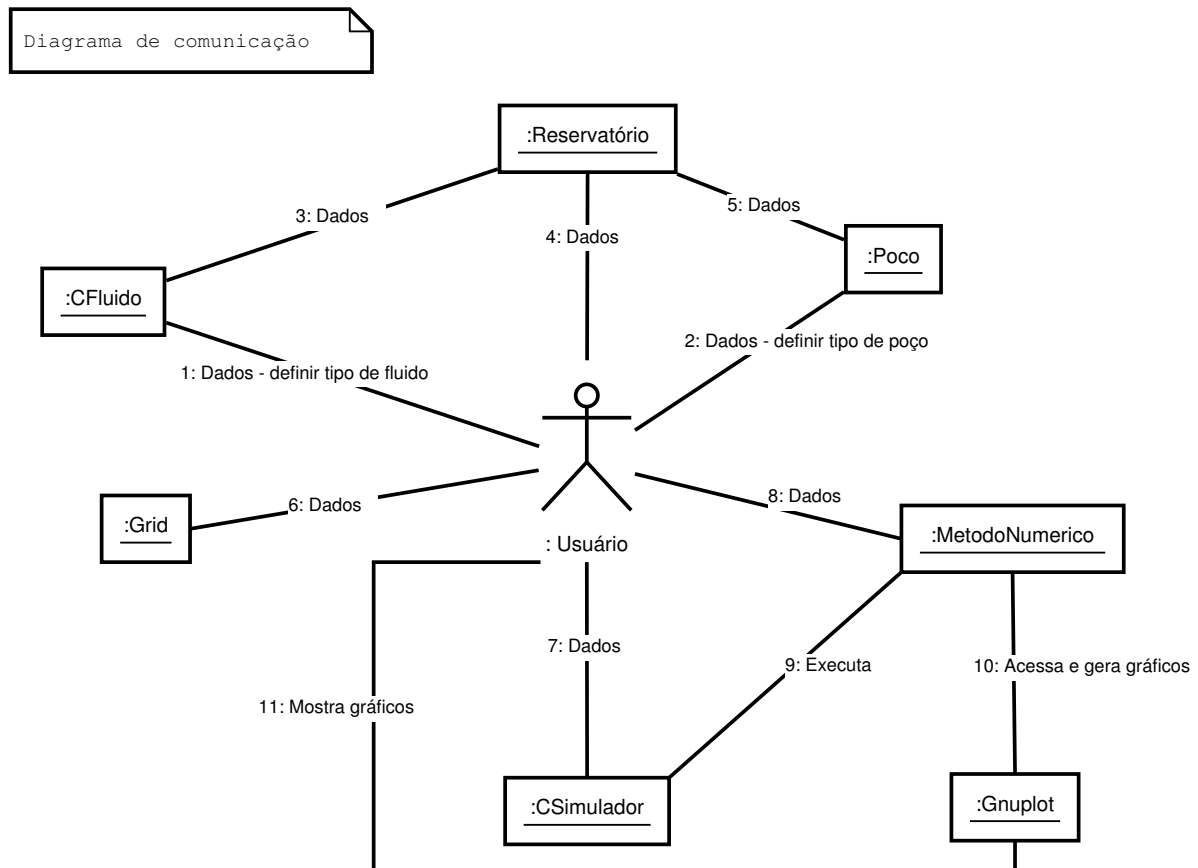 Diagrama de comunicação
:Reservatório
3: Dados
5: Dados
4: Dados
:Poco
:CFluido
2: Dados - definir tipo de poço
1: Dados - definir tipo de fluido
8: Dados
6: Dados
:Grid
:MetodoNumerico
: Usuário
7: Dados
9: Executa
10: Acessa e gera gráficos
11: Mostra gráficos
:CSimulador
:Gnuplot